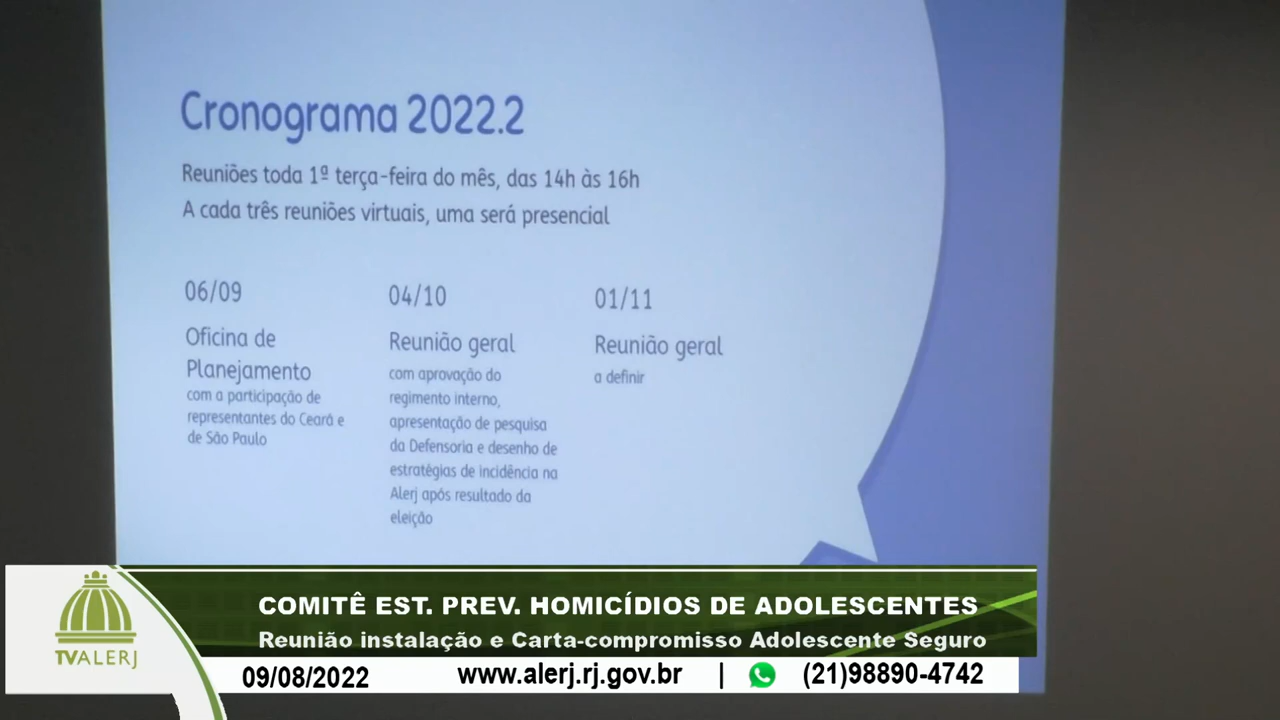 Cronograma 2022.2
Reuniões toda 1ª terça-feira do mês, das 14h às 16h
A cada três reuniões virtuais, uma será presencial
06/09
Oficina de
Planejamento
com a participação de
representantes do Ceará e
de São Paulo
04/10
Reunião geral
com aprovação do
regimento interno,
apresentação de pesquisa
da Defensoria e desenho de
estratégias de incidência na
Alerj após resultado da
eleição
01/11
Reunião geral
a definir
COMITÊ EST. PREV. HOMICÍDIOS DE ADOLESCENTES
Reunião instalação e Carta-compromisso Adolescente Seguro
TVALERJ
09/08/2022 www.alerj.rj.gov.br | (21)98890-4742